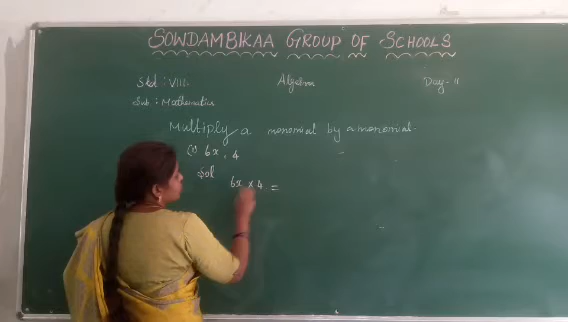 SOWDAMBIKAA GROUP OF SCHOOLS
Std : VIII Algebra Day - 11
Sub : Mathematics
Multiply a monomial by a monomial.
(i) 6x, 4
Sol
6x × 4 =